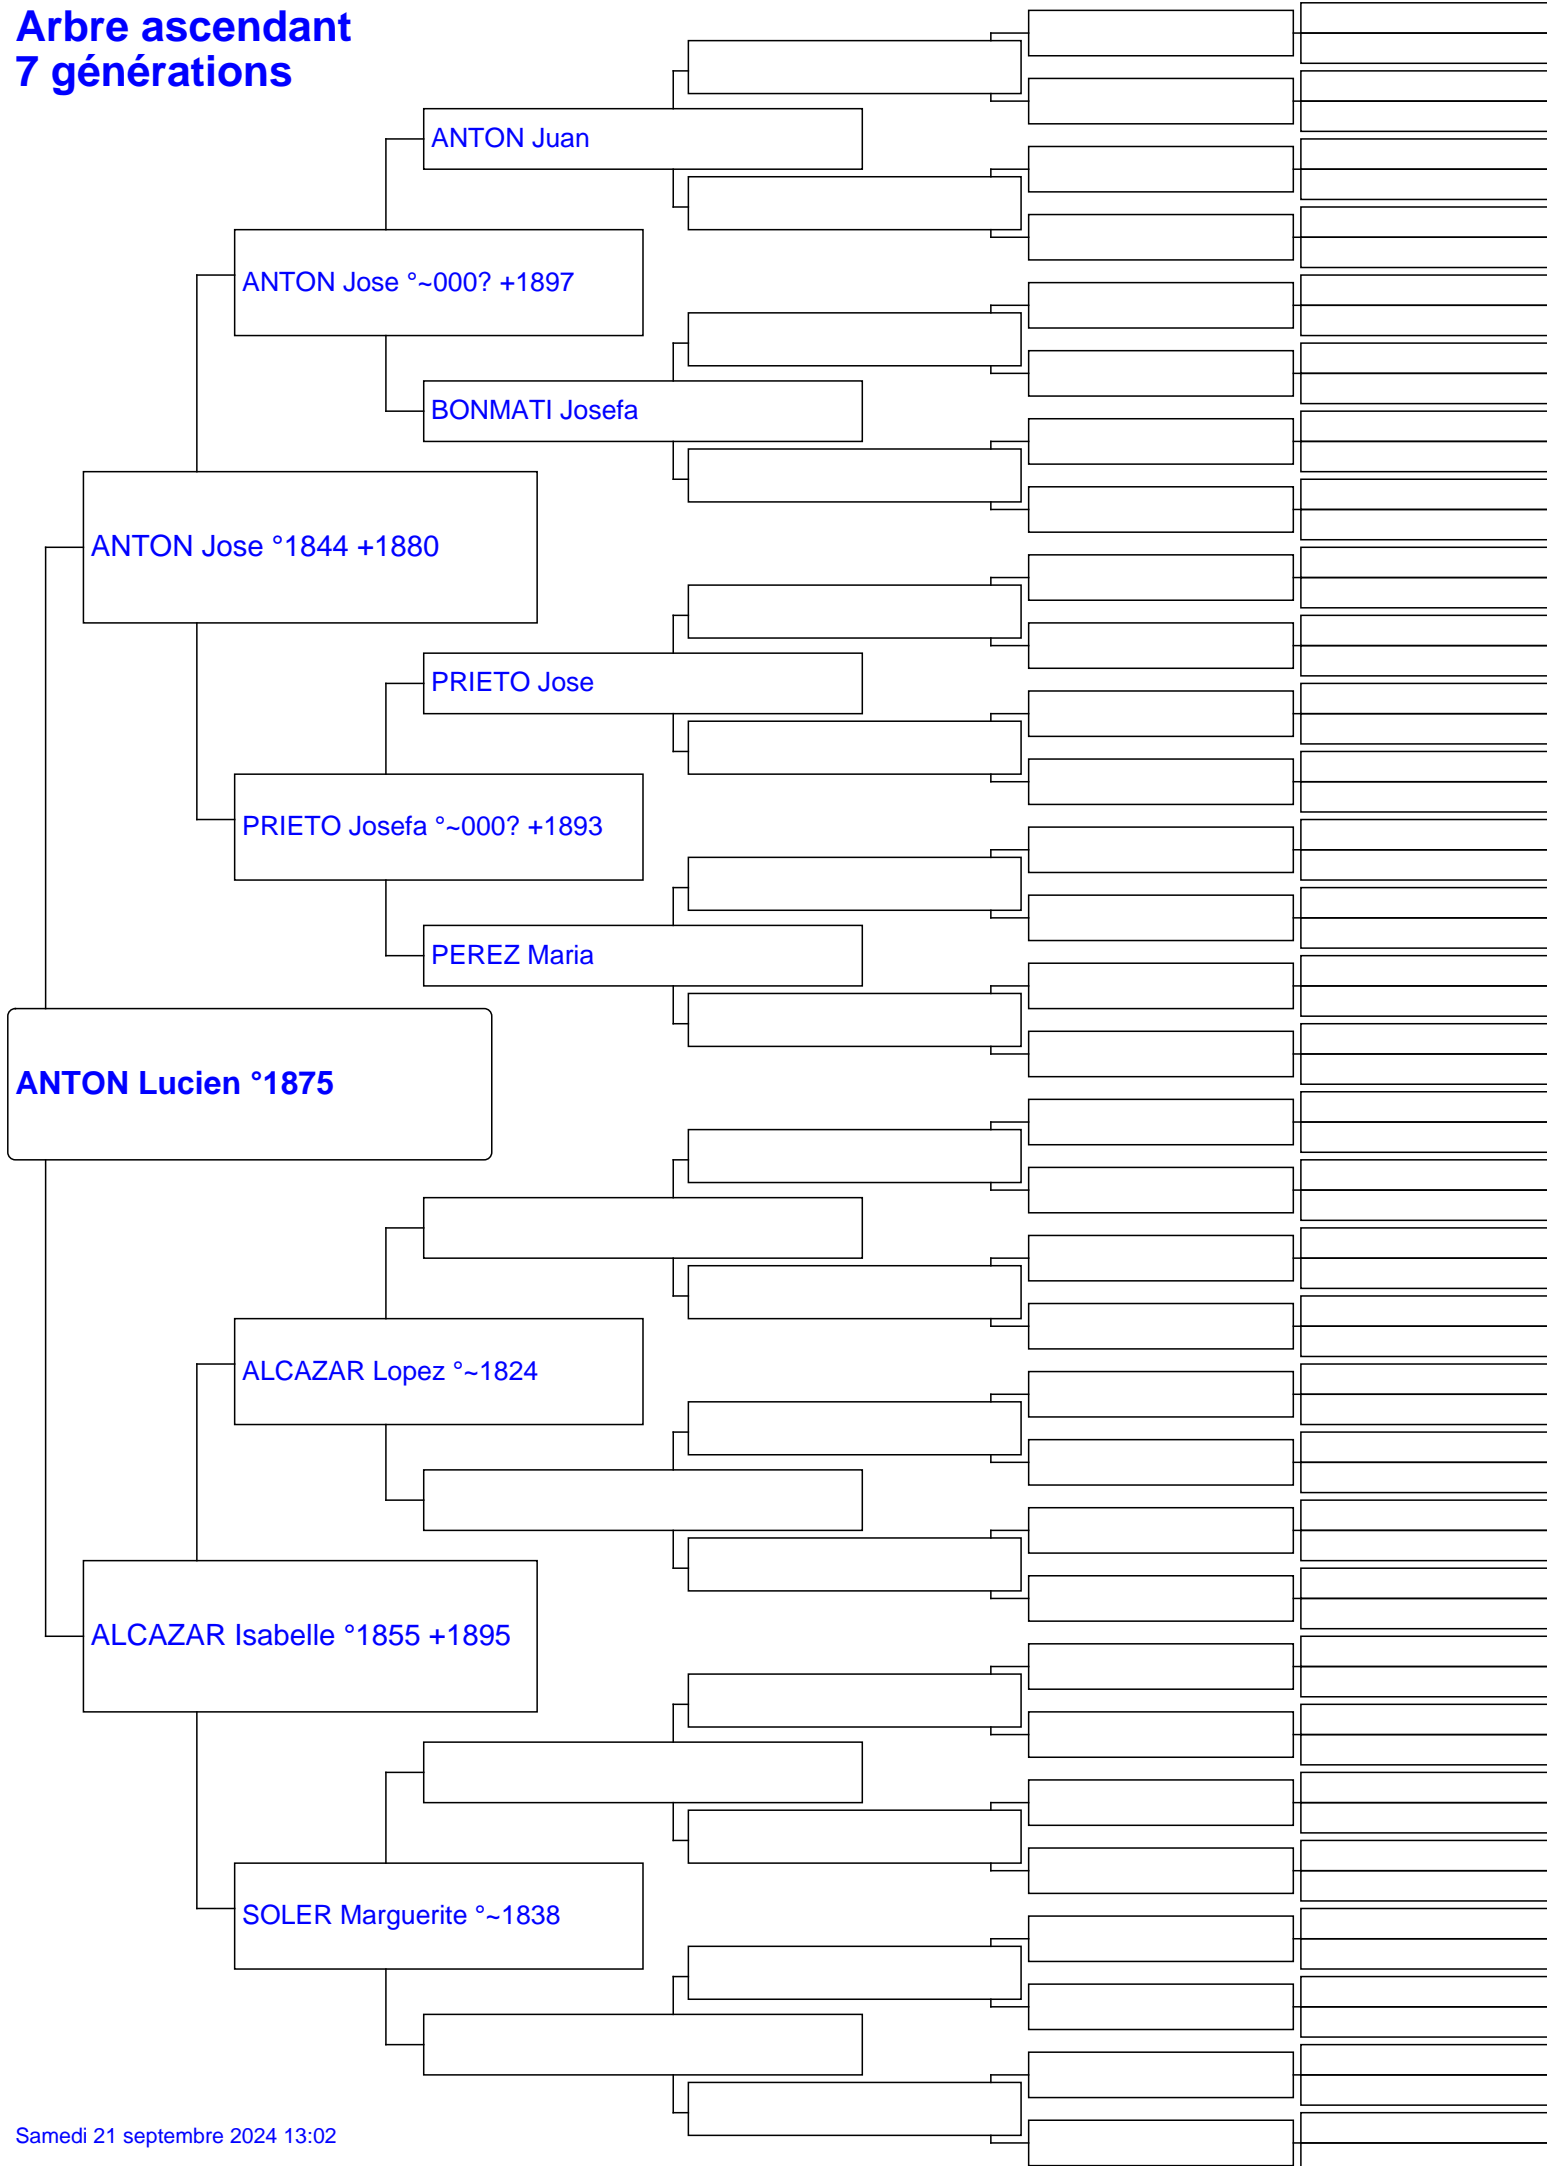 Arbre ascendant
7 générations
ANTON Juan
ANTON Jose °~000? +1897
BONMATI Josefa
ANTON Jose °1844 +1880
PRIETO Jose
PRIETO Josefa °~000? +1893
PEREZ Maria
ANTON Lucien °1875
ALCAZAR Lopez °~1824
ALCAZAR Isabelle °1855 +1895
SOLER Marguerite °~1838
Samedi 21 septembre 2024 13:02